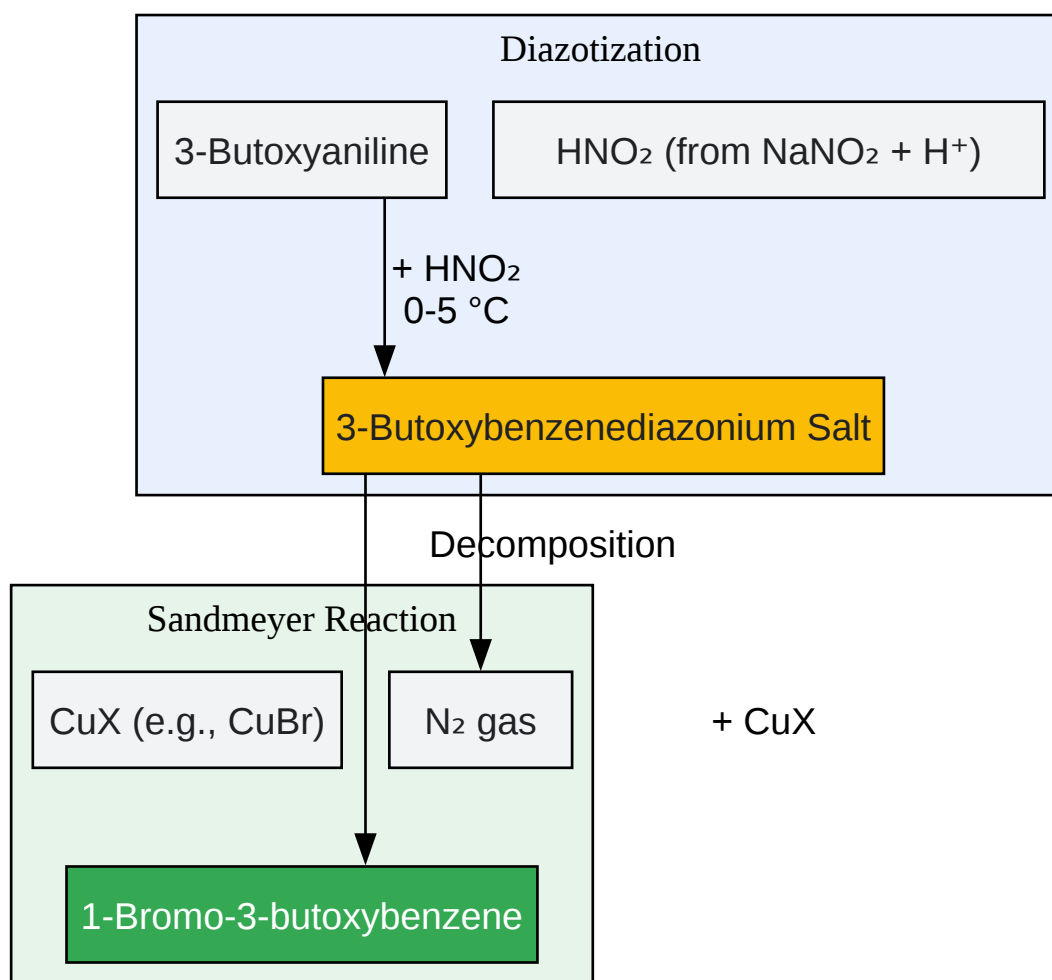 Diazotization
3-Butoxyaniline
HNO₂ (from NaNO₂ + H⁺)
+ HNO₂
0-5 °C
3-Butoxybenzenediazonium Salt
Decomposition
Sandmeyer Reaction
CuX (e.g., CuBr)
N₂ gas
+ CuX
1-Bromo-3-butoxybenzene